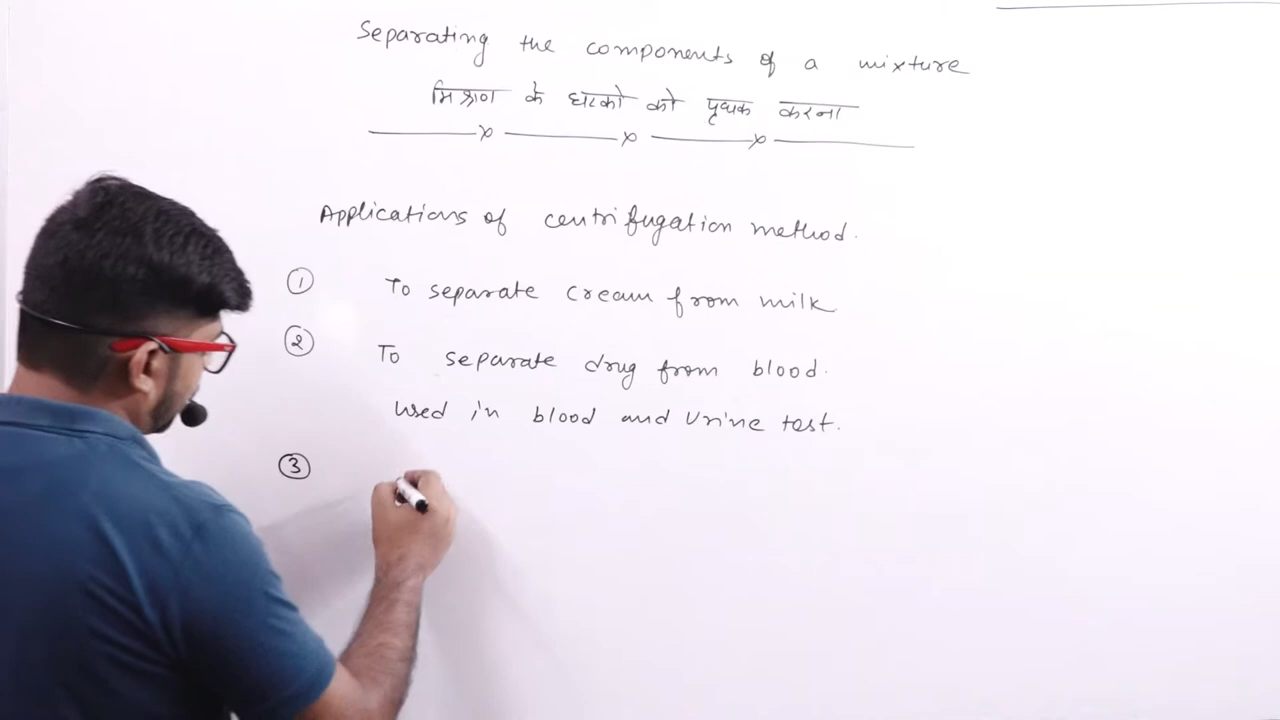 Separating the components of a mixture
मिश्रण के घटको को पृथक करना
Applications of centrifugation method.
① To separate cream from milk
② To separate drug from blood.
Used in blood and Urine test.
③